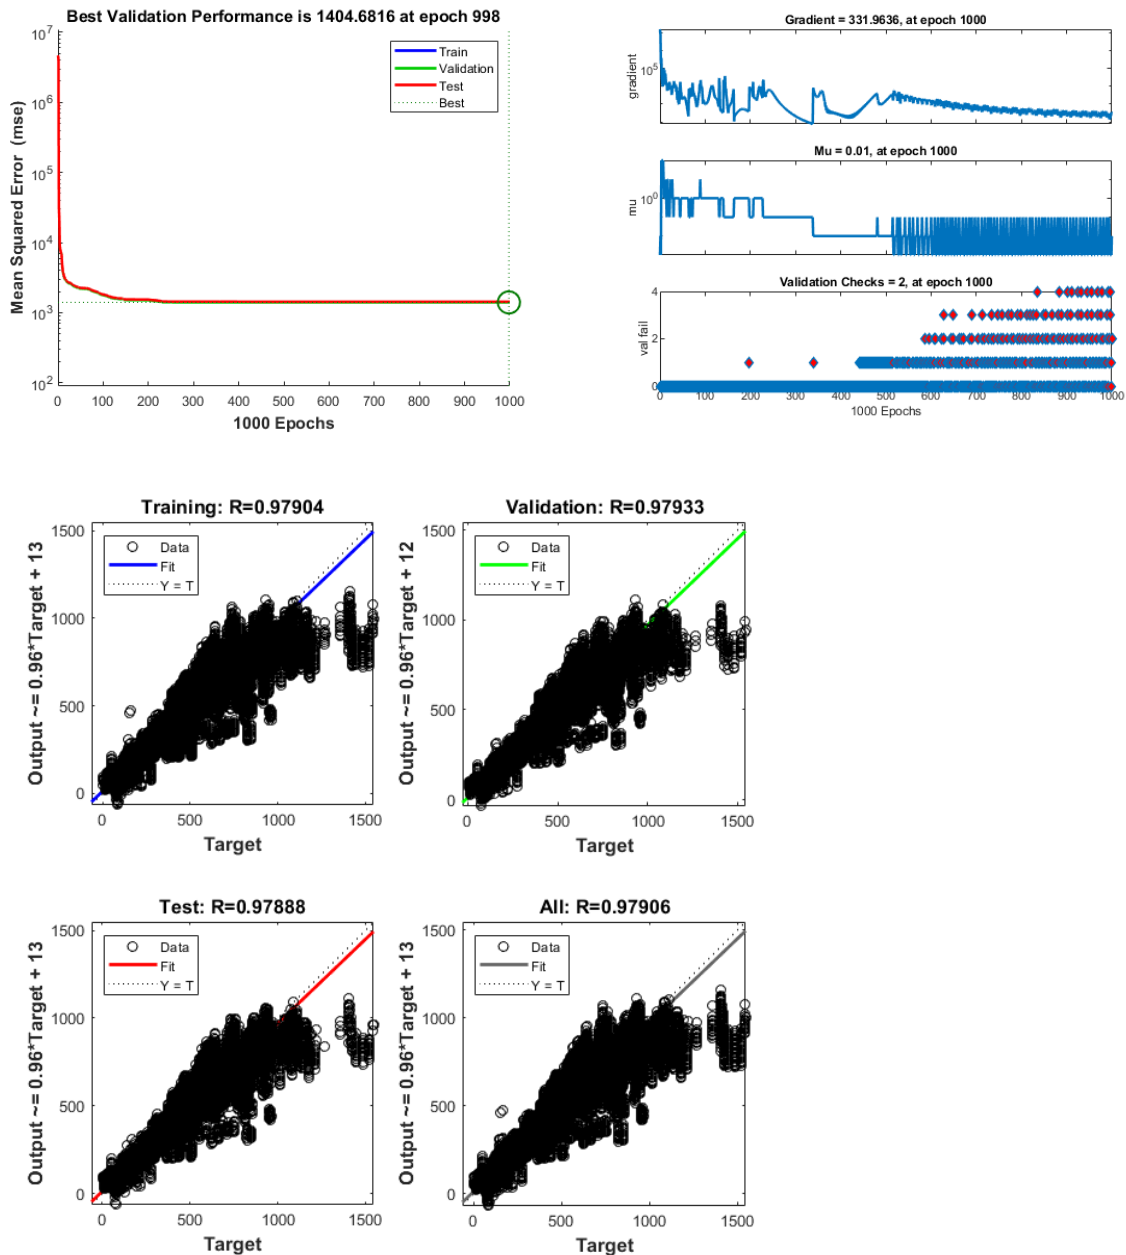 Best Validation Performance is 1404.6816 at epoch 998
Mean Squared Error (mse)
10^7
10^6
10^5
10^4
10^3
10^2
Train
Validation
Test
Best
0 100 200 300 400 500 600 700 800 900 1000
1000 Epochs
Gradient = 331.9636, at epoch 1000
gradient
10^5
Mu = 0.01, at epoch 1000
mu
10^0
Validation Checks = 2, at epoch 1000
val fail
4
2
0
0 100 200 300 400 500 600 700 800 900 1000
1000 Epochs
Training: R=0.97904
Output ~= 0.96*Target + 13
1500
1000
500
0
Data
Fit
Y = T
0 500 1000 1500
Target
Validation: R=0.97933
Output ~= 0.96*Target + 12
1500
1000
500
0
Data
Fit
Y = T
0 500 1000 1500
Target
Test: R=0.97888
Output ~= 0.96*Target + 13
1500
1000
500
0
Data
Fit
Y = T
0 500 1000 1500
Target
All: R=0.97906
Output ~= 0.96*Target + 13
1500
1000
500
0
Data
Fit
Y = T
0 500 1000 1500
Target